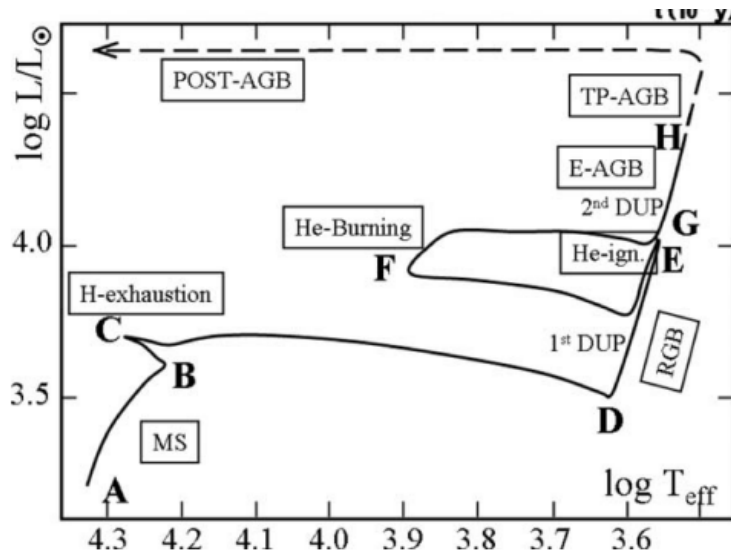 log L/L⊙
POST-AGB
TP-AGB
H
E-AGB
2nd DUP
G
He-Burning
4.0
F
He-ign.
E
H-exhaustion
C
1st DUP
RGB
B
3.5
D
MS
A
log Teff
4.3 4.2 4.1 4.0 3.9 3.8 3.7 3.6